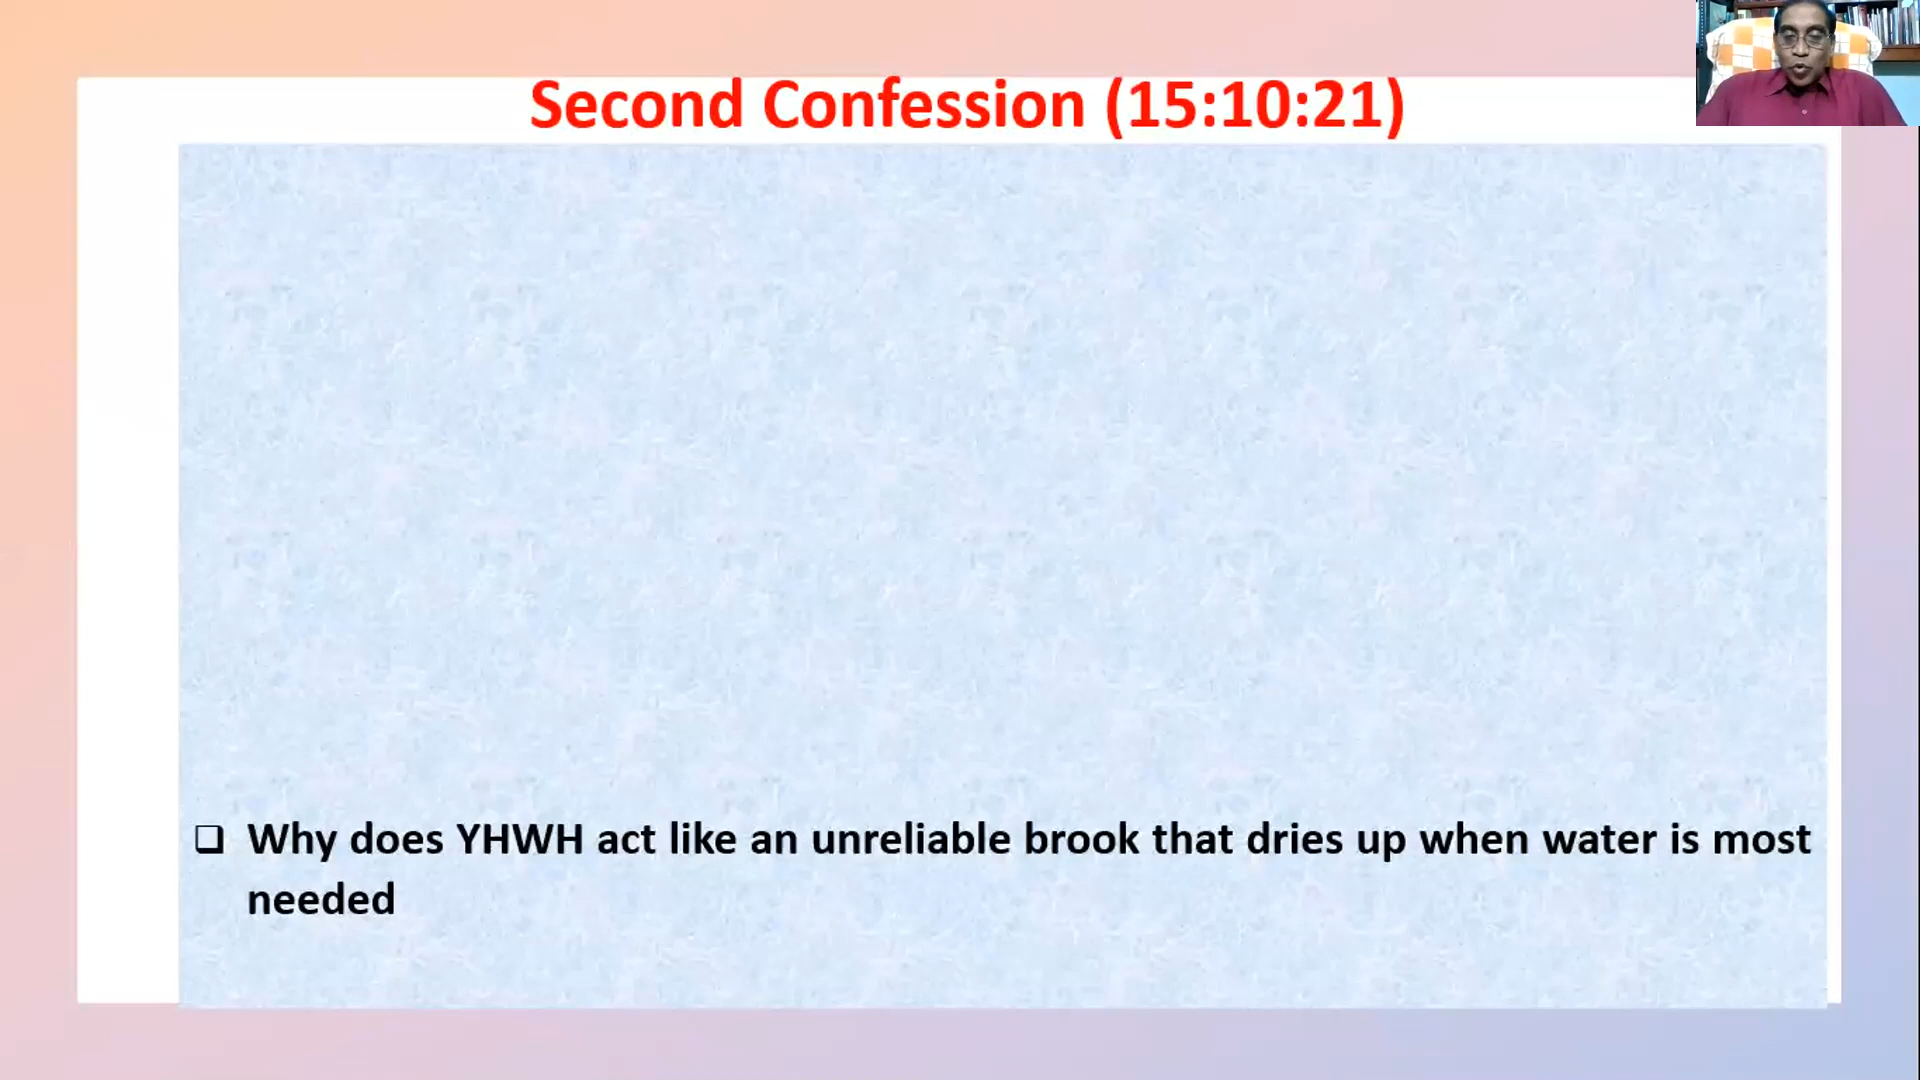 Second Confession (15:10:21)
❑ Why does YHWH act like an unreliable brook that dries up when water is most
needed